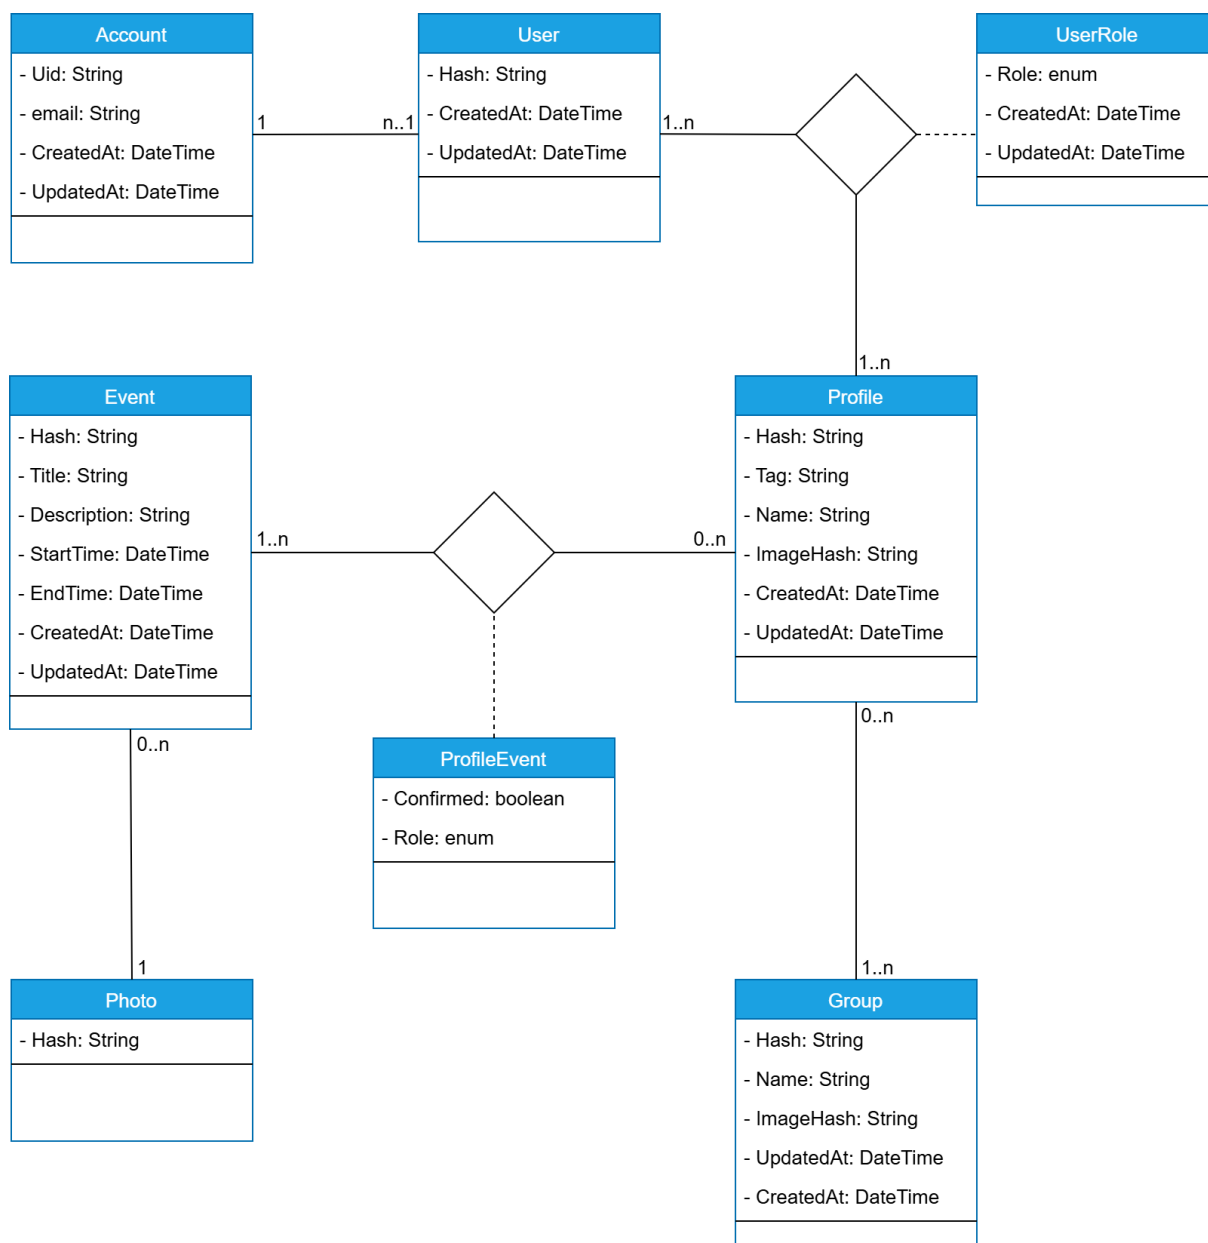 Account
- Uid: String
- email: String
- CreatedAt: DateTime
- UpdatedAt: DateTime
1
n..1
User
- Hash: String
- CreatedAt: DateTime
- UpdatedAt: DateTime
1..n
UserRole
- Role: enum
- CreatedAt: DateTime
- UpdatedAt: DateTime
1..n
Event
- Hash: String
- Title: String
- Description: String
- StartTime: DateTime
- EndTime: DateTime
- CreatedAt: DateTime
- UpdatedAt: DateTime
1..n
0..n
Profile
- Hash: String
- Tag: String
- Name: String
- ImageHash: String
- CreatedAt: DateTime
- UpdatedAt: DateTime
0..n
0..n
ProfileEvent
- Confirmed: boolean
- Role: enum
1
Photo
- Hash: String
1..n
Group
- Hash: String
- Name: String
- ImageHash: String
- UpdatedAt: DateTime
- CreatedAt: DateTime